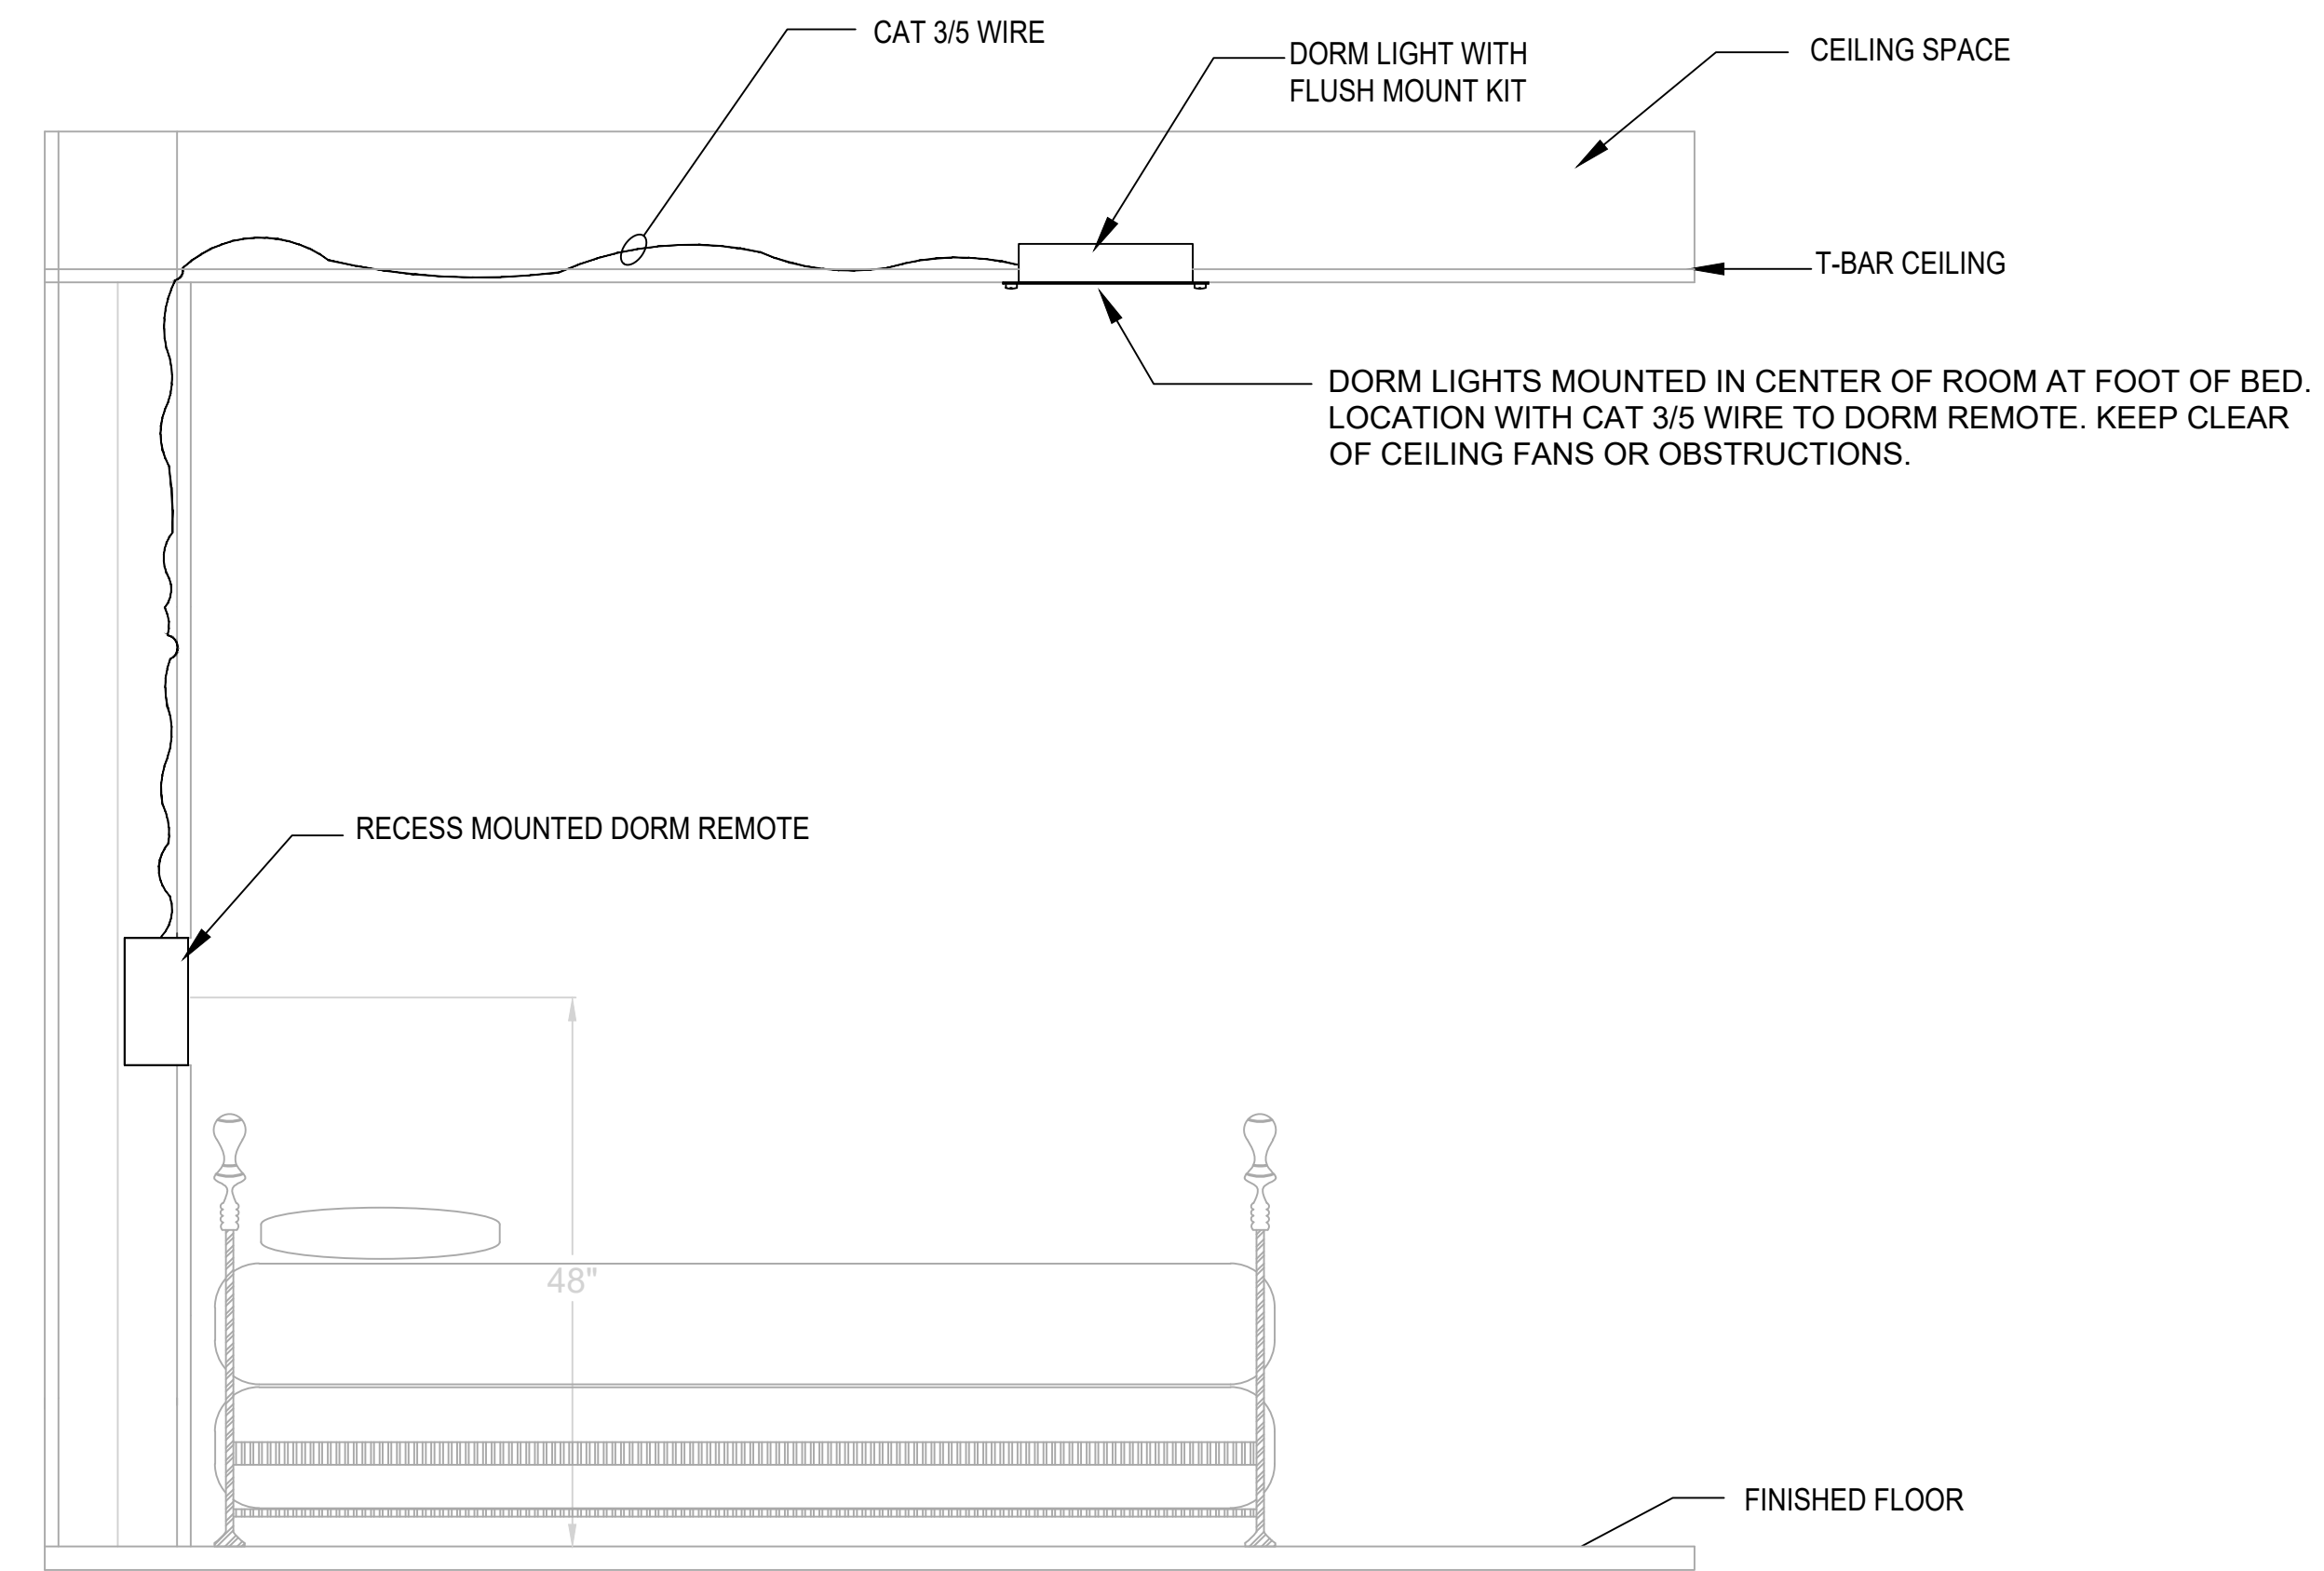 CAT 3/5 WIRE
DORM LIGHT WITH
FLUSH MOUNT KIT
CEILING SPACE
T-BAR CEILING
DORM LIGHTS MOUNTED IN CENTER OF ROOM AT FOOT OF BED.
LOCATION WITH CAT 3/5 WIRE TO DORM REMOTE. KEEP CLEAR
OF CEILING FANS OR OBSTRUCTIONS.
RECESS MOUNTED DORM REMOTE
48"
FINISHED FLOOR